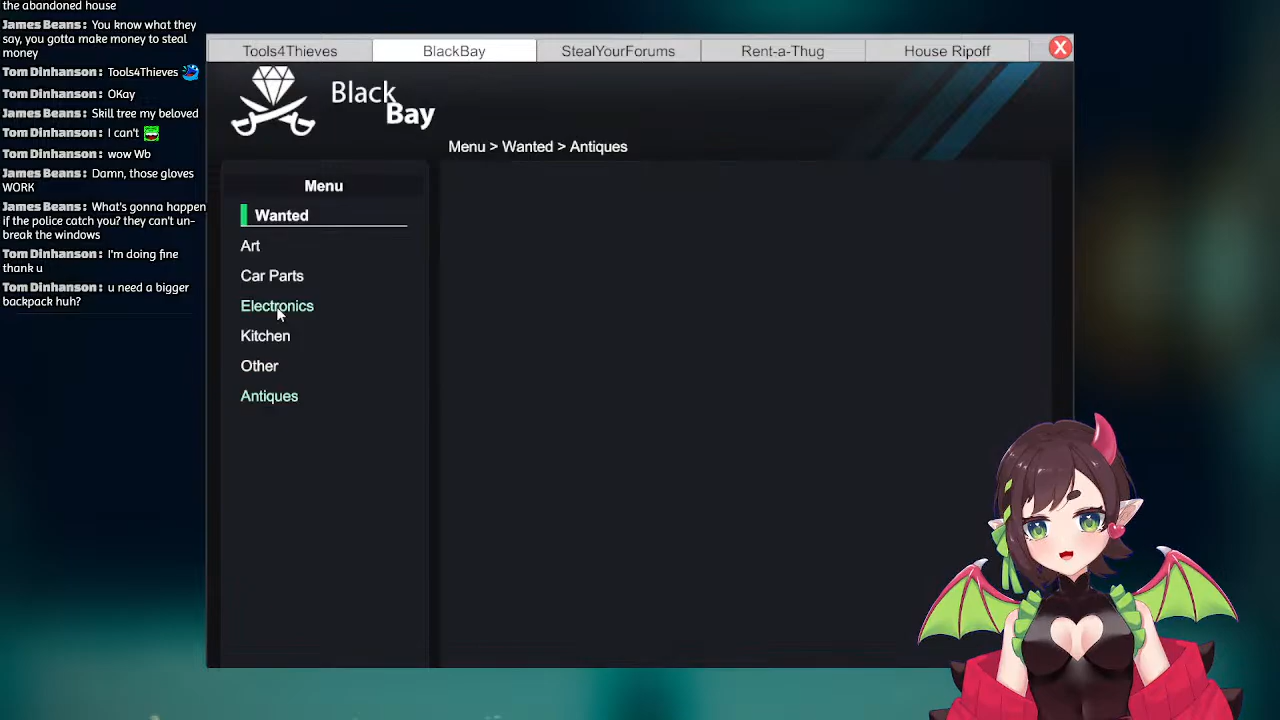 the abandoned house
James Beans: You know what they
say, you gotta make money to steal
money
Tom Dinhanson: Tools4Thieves
Tom Dinhanson: OKay
James Beans: Skill tree my beloved
Tom Dinhanson: I can't
Tom Dinhanson: wow Wb
James Beans: Damn, those gloves
WORK
James Beans: What's gonna happen
if the police catch you? they can't un-
break the windows
Tom Dinhanson: I'm doing fine
thank u
Tom Dinhanson: u need a bigger
backpack huh?
Tools4Thieves
BlackBay
StealYourForums
Rent-a-Thug
House Ripoff
X
Black
Bay
Menu > Wanted > Antiques
Menu
Wanted
Art
Car Parts
Electronics
Kitchen
Other
Antiques